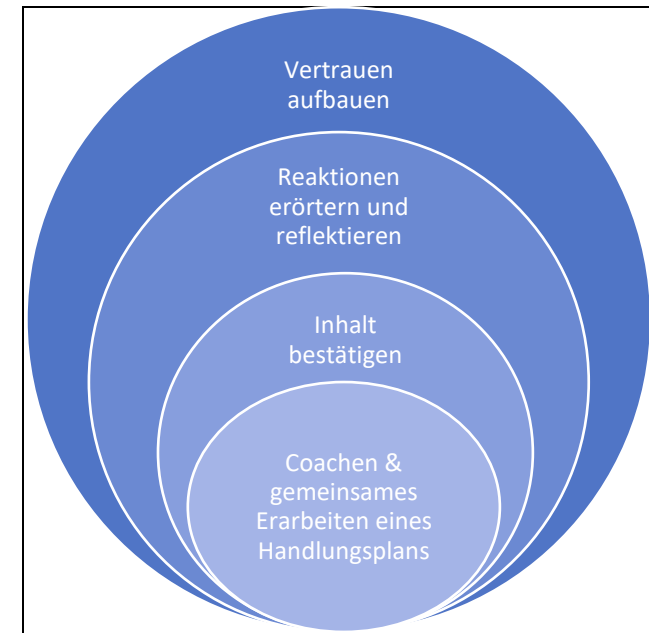 Vertrauen
aufbauen
Reaktionen
erörtern und
reflektieren
Inhalt
bestätigen
Coachen &
gemeinsames
Erarbeiten eines
Handlungsplans